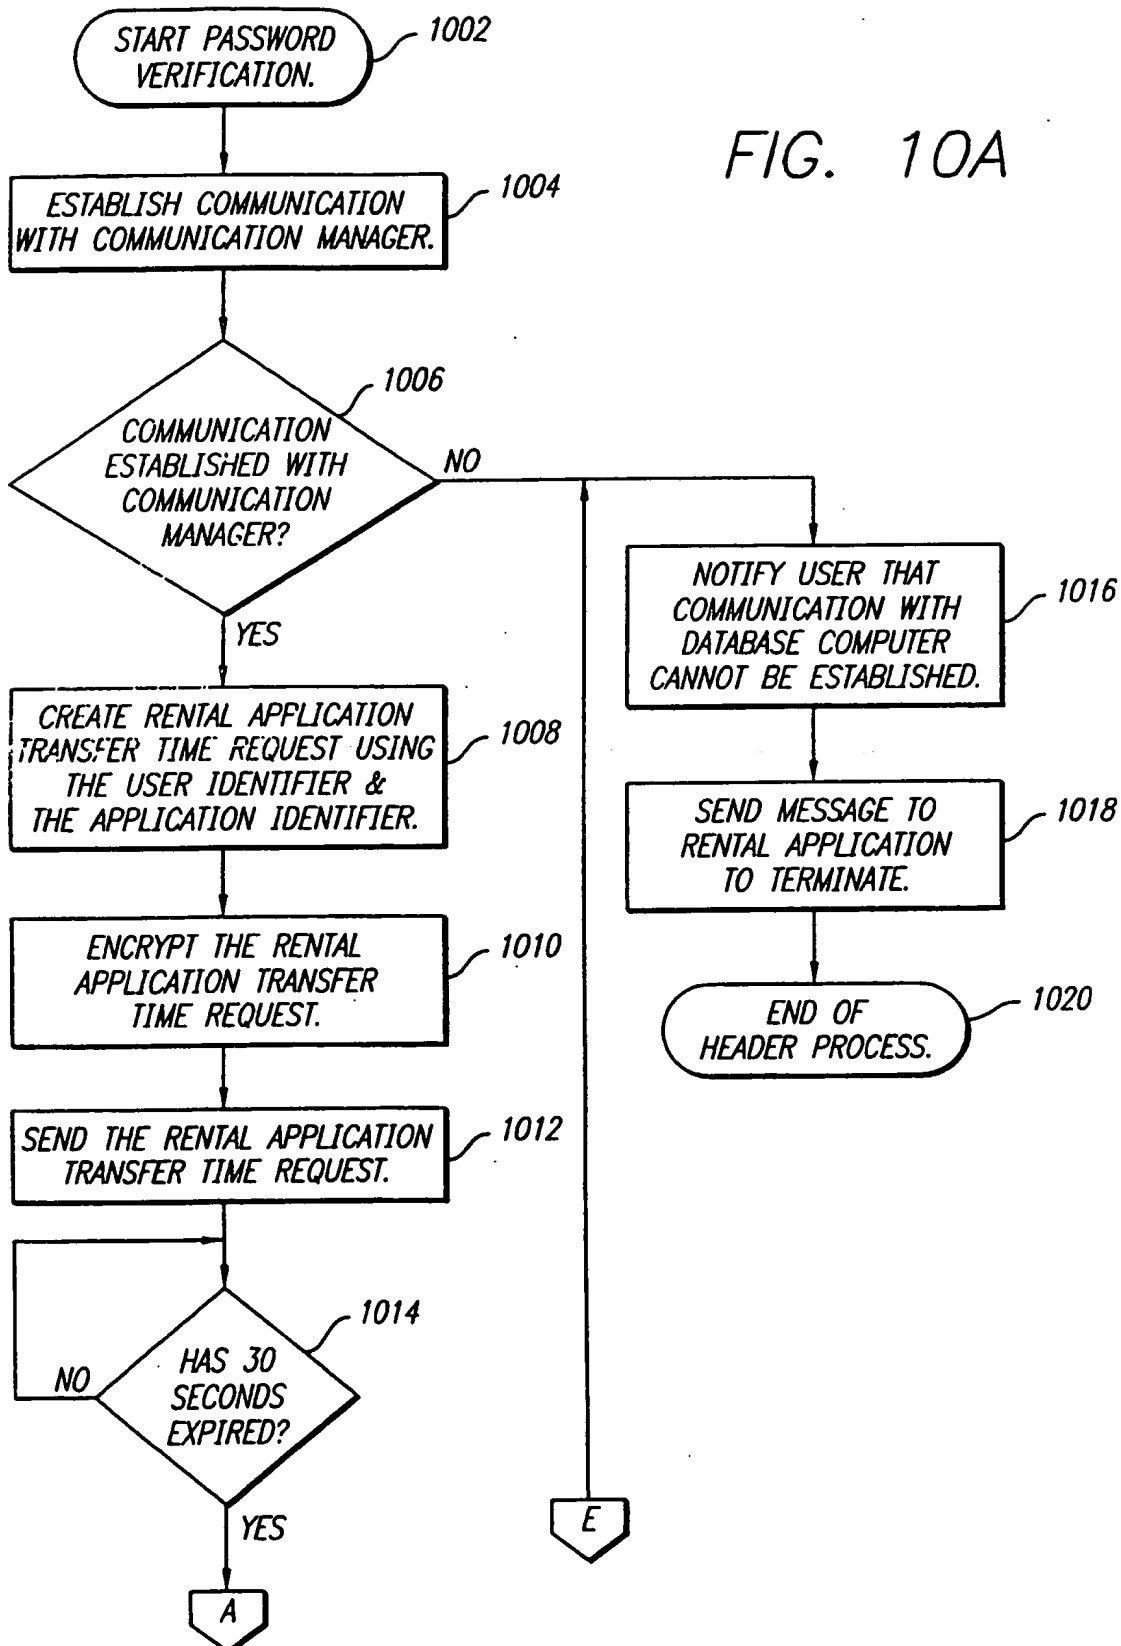 START PASSWORD
VERIFICATION.
1002
FIG. 10A
ESTABLISH COMMUNICATION
WITH COMMUNICATION MANAGER.
1004
COMMUNICATION
ESTABLISHED WITH
COMMUNICATION
MANAGER?
1006
NO
YES
CREATE RENTAL APPLICATION
TRANSFER TIME REQUEST USING
THE USER IDENTIFIER &
THE APPLICATION IDENTIFIER.
1008
ENCRYPT THE RENTAL
APPLICATION TRANSFER
TIME REQUEST.
1010
SEND THE RENTAL APPLICATION
TRANSFER TIME REQUEST.
1012
HAS 30
SECONDS
EXPIRED?
1014
NO
YES
A
NOTIFY USER THAT
COMMUNICATION WITH
DATABASE COMPUTER
CANNOT BE ESTABLISHED.
1016
SEND MESSAGE TO
RENTAL APPLICATION
TO TERMINATE.
1018
END OF
HEADER PROCESS.
1020
E